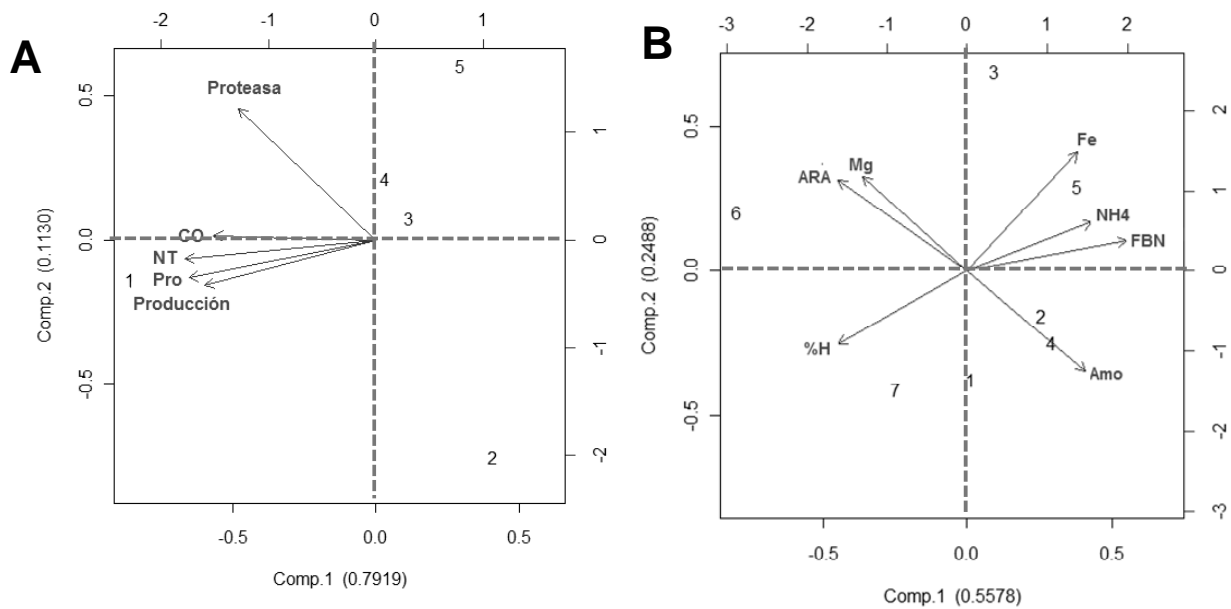 A
-2 -1 0 1
5
Proteasa
0.5
1
4
3
CO
0.0
0
NT
Pro
1
Producción
-1
-0.5
2
-2
Comp.2 (0.1130)
-0.5 0.0 0.5
Comp.1 (0.7919)
B
-3 -2 -1 0 1 2
3
2
0.5
Fe
Mg
ARA
5
1
6
NH4
FBN
0.0
0
2
4
%H
-1
Amo
1
7
-0.5
-2
-3
Comp.2 (0.2488)
-0.5 0.0 0.5
Comp.1 (0.5578)